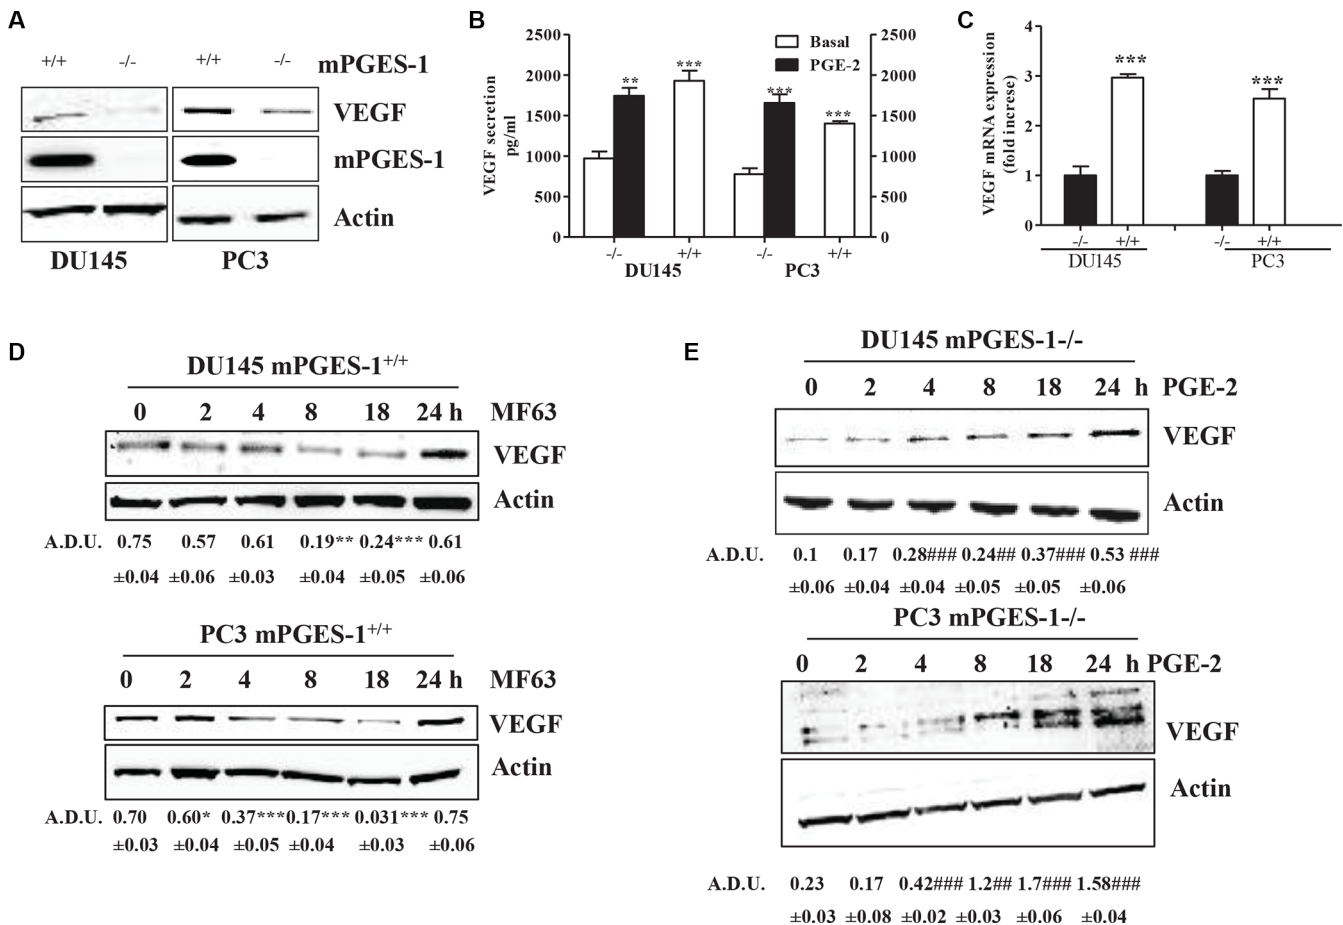 A
+/+ -/- +/+ -/- mPGES-1
VEGF
mPGES-1
Actin
DU145 PC3
B
VEGF secretion
pg/ml
2500 2500
2000 2000
1500 1500
1000 1000
500 500
0 0
Basal
PGE-2
** *** *** ***
-/- +/+ -/- +/+
DU145 PC3
C
VEGF mRNA expression
(fold increse)
4
3
2
1
0
*** ***
-/- +/+ -/- +/+
DU145 PC3
D
DU145 mPGES-1+/+
0 2 4 8 18 24 h MF63
VEGF
Actin
A.D.U. 0.75 0.57 0.61 0.19** 0.24*** 0.61
±0.04 ±0.06 ±0.03 ±0.04 ±0.05 ±0.06
PC3 mPGES-1+/+
0 2 4 8 18 24 h MF63
VEGF
Actin
A.D.U. 0.70 0.60* 0.37***0.17*** 0.031*** 0.75
±0.03 ±0.04 ±0.05 ±0.04 ±0.03 ±0.06
E
DU145 mPGES-1-/-
0 2 4 8 18 24 h PGE-2
VEGF
Actin
A.D.U. 0.1 0.17 0.28### 0.24## 0.37### 0.53 ###
±0.06 ±0.04 ±0.04 ±0.05 ±0.05 ±0.06
PC3 mPGES-1-/-
0 2 4 8 18 24 h PGE-2
VEGF
Actin
A.D.U. 0.23 0.17 0.42### 1.2## 1.7### 1.58###
±0.03 ±0.08 ±0.02 ±0.03 ±0.06 ±0.04